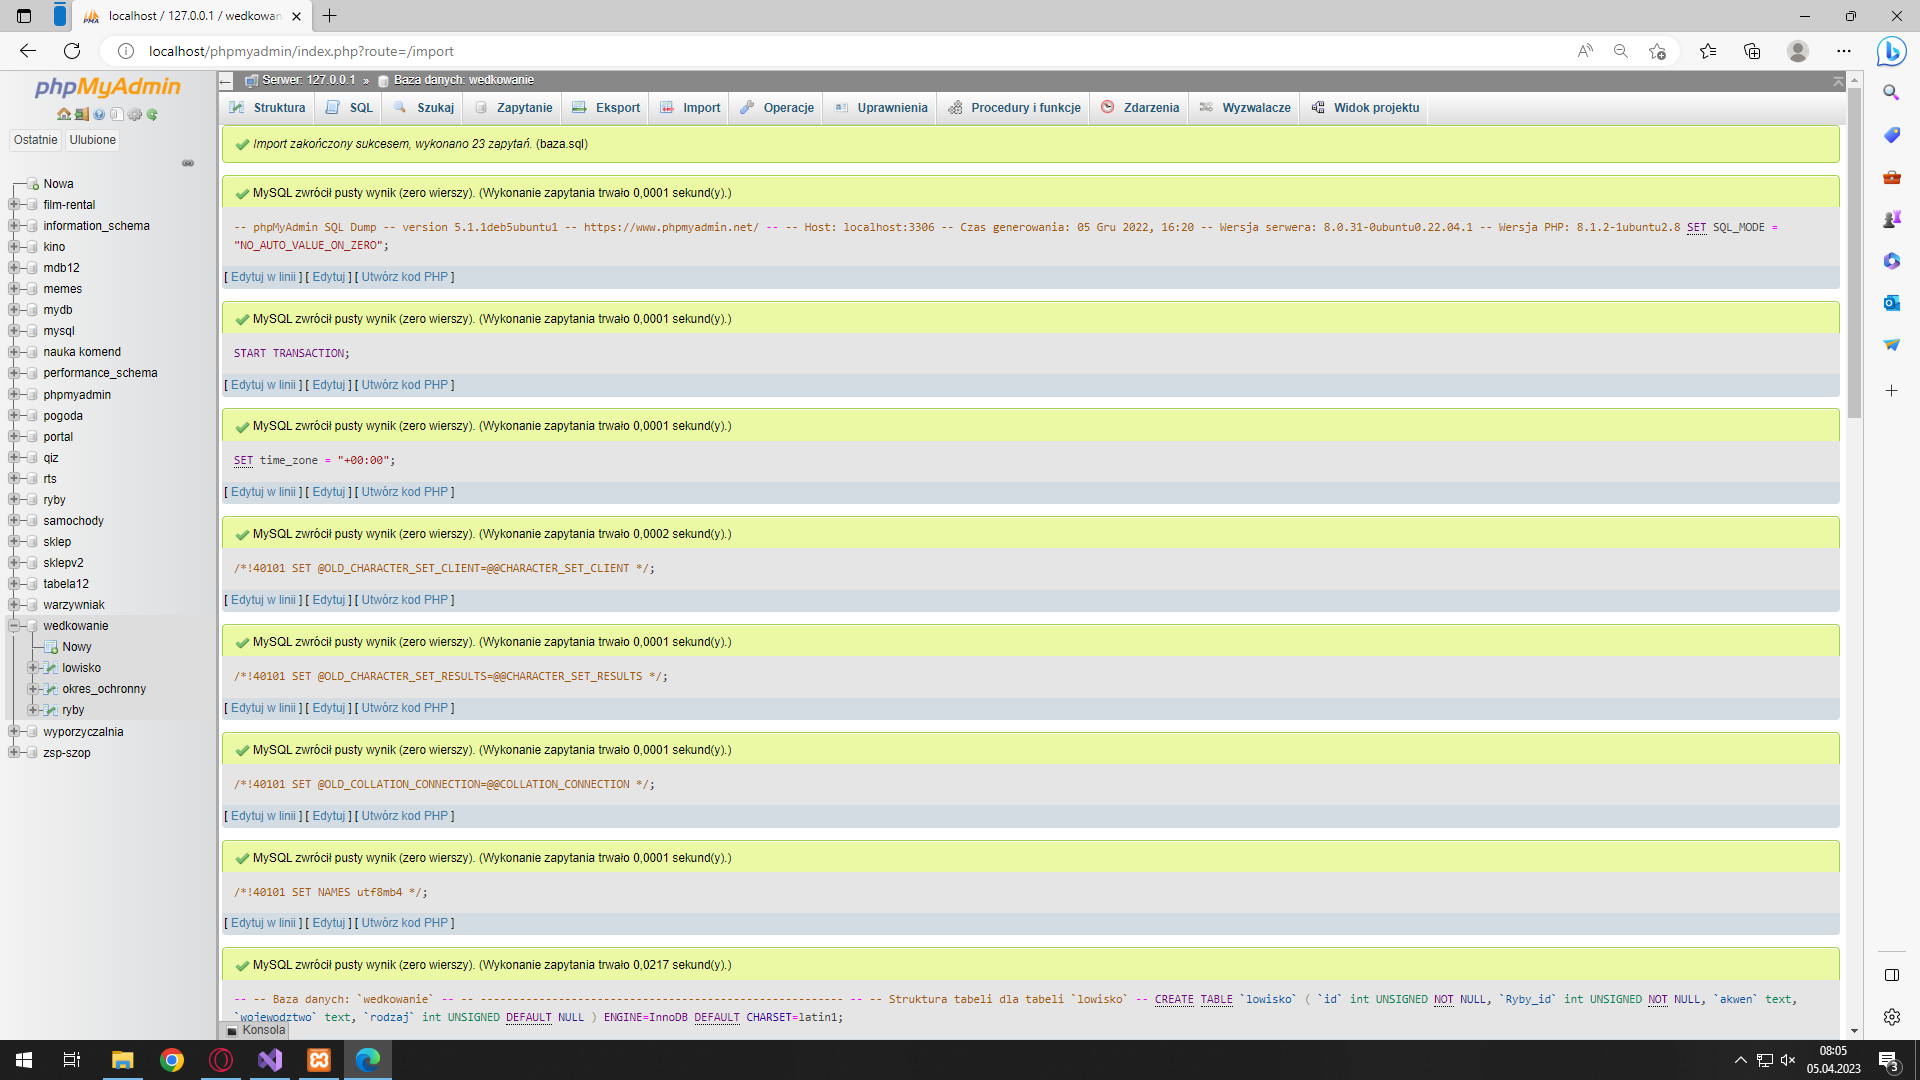 localhost / 127.0.0.1 / wedkowan
localhost/phpmyadmin/index.php?route=/import
phpMyAdmin
Ostatnie
Ulubione
Nowa
film-rental
information_schema
kino
mdb12
memes
mydb
mysql
nauka komend
performance_schema
phpmyadmin
pogoda
portal
qiz
rts
ryby
samochody
sklep
sklepv2
tabela12
warzywniak
wedkowanie
Nowy
lowisko
okres_ochronny
ryby
wyporzyczalnia
zsp-szop
Serwer: 127.0.0.1 » Baza danych: wedkowanie
Struktura SQL Szukaj Zapytanie Eksport Import Operacje Uprawnienia Procedury i funkcje Zdarzenia Wyzwalacze Widok projektu
Import zakończony sukcesem, wykonano 23 zapytań. (baza.sql)
MySQL zwrócił pusty wynik (zero wierszy). (Wykonanie zapytania trwało 0,0001 sekund(y).)
-- phpMyAdmin SQL Dump -- version 5.1.1deb5ubuntu1 -- https://www.phpmyadmin.net/ -- -- Host: localhost:3306 -- Czas generowania: 05 Gru 2022, 16:20 -- Wersja serwera: 8.0.31-0ubuntu0.22.04.1 -- Wersja PHP: 8.1.2-1ubuntu2.8 SET SQL_MODE =
"NO_AUTO_VALUE_ON_ZERO";
[ Edytuj w linii ] [ Edytuj ] [ Utwórz kod PHP ]
MySQL zwrócił pusty wynik (zero wierszy). (Wykonanie zapytania trwało 0,0001 sekund(y).)
START TRANSACTION;
[ Edytuj w linii ] [ Edytuj ] [ Utwórz kod PHP ]
MySQL zwrócił pusty wynik (zero wierszy). (Wykonanie zapytania trwało 0,0001 sekund(y).)
SET time_zone = "+00:00";
[ Edytuj w linii ] [ Edytuj ] [ Utwórz kod PHP ]
MySQL zwrócił pusty wynik (zero wierszy). (Wykonanie zapytania trwało 0,0002 sekund(y).)
/*!40101 SET @OLD_CHARACTER_SET_CLIENT=@@CHARACTER_SET_CLIENT */;
[ Edytuj w linii ] [ Edytuj ] [ Utwórz kod PHP ]
MySQL zwrócił pusty wynik (zero wierszy). (Wykonanie zapytania trwało 0,0001 sekund(y).)
/*!40101 SET @OLD_CHARACTER_SET_RESULTS=@@CHARACTER_SET_RESULTS */;
[ Edytuj w linii ] [ Edytuj ] [ Utwórz kod PHP ]
MySQL zwrócił pusty wynik (zero wierszy). (Wykonanie zapytania trwało 0,0001 sekund(y).)
/*!40101 SET @OLD_COLLATION_CONNECTION=@@COLLATION_CONNECTION */;
[ Edytuj w linii ] [ Edytuj ] [ Utwórz kod PHP ]
MySQL zwrócił pusty wynik (zero wierszy). (Wykonanie zapytania trwało 0,0001 sekund(y).)
/*!40101 SET NAMES utf8mb4 */;
[ Edytuj w linii ] [ Edytuj ] [ Utwórz kod PHP ]
MySQL zwrócił pusty wynik (zero wierszy). (Wykonanie zapytania trwało 0,0217 sekund(y).)
-- -- Baza danych: `wedkowanie` -- -- -------------------------------------------------------- -- -- Struktura tabeli dla tabeli `lowisko` -- CREATE TABLE `lowisko` ( `id` int UNSIGNED NOT NULL, `Ryby_id` int UNSIGNED NOT NULL, `akwen` text,
`wojewodztwo` text, `rodzaj` int UNSIGNED DEFAULT NULL ) ENGINE=InnoDB DEFAULT CHARSET=latin1;
Konsola
08:05
05.04.2023
3